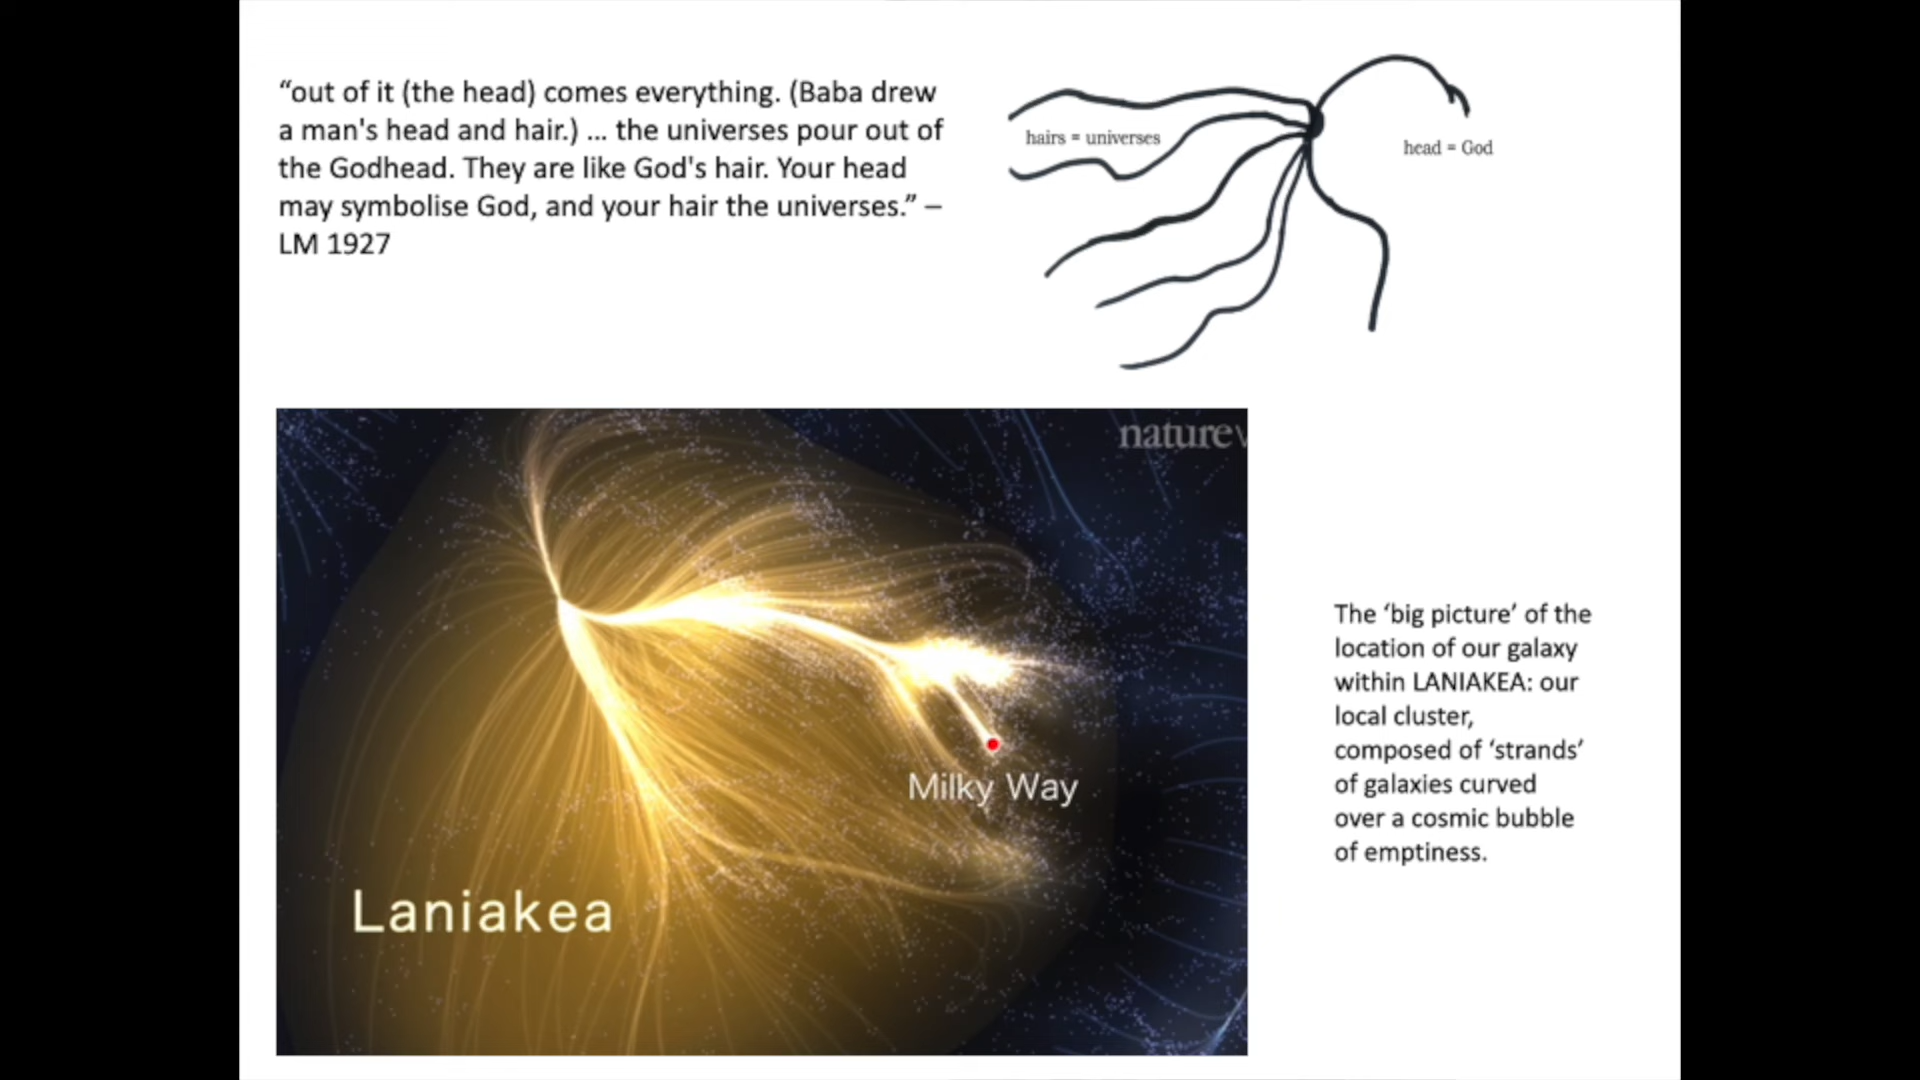 “out of it (the head) comes everything. (Baba drew
a man's head and hair.) ... the universes pour out of
the Godhead. They are like God's hair. Your head
may symbolise God, and your hair the universes.” –
LM 1927
hairs = universes
head = God
nature
Milky Way
Laniakea
The ‘big picture’ of the
location of our galaxy
within LANIAKEA: our
local cluster,
composed of ‘strands’
of galaxies curved
over a cosmic bubble
of emptiness.